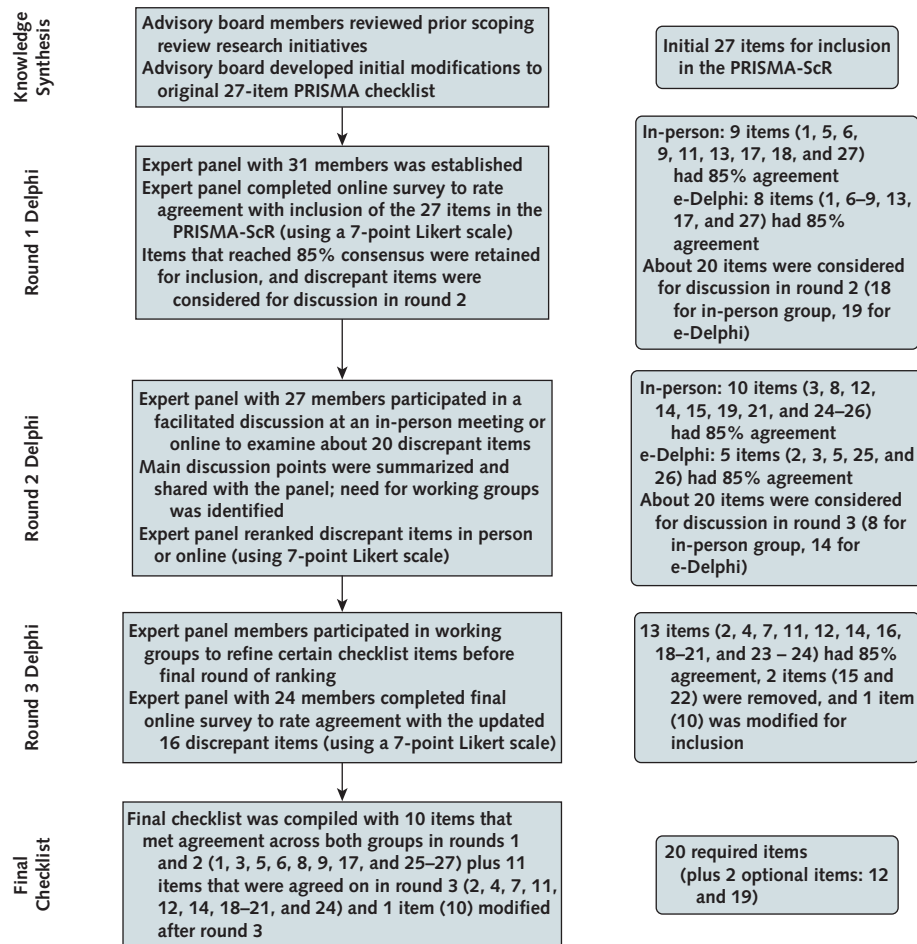 Knowledge
Synthesis
Advisory board members reviewed prior scoping
review research initiatives
Advisory board developed initial modifications to
original 27-item PRISMA checklist
Initial 27 items for inclusion
in the PRISMA-ScR
Round 1 Delphi
Expert panel with 31 members was established
Expert panel completed online survey to rate
agreement with inclusion of the 27 items in the
PRISMA-ScR (using a 7-point Likert scale)
Items that reached 85% consensus were retained
for inclusion, and discrepant items were
considered for discussion in round 2
In-person: 9 items (1, 5, 6,
9, 11, 13, 17, 18, and 27)
had 85% agreement
e-Delphi: 8 items (1, 6–9, 13,
17, and 27) had 85%
agreement
About 20 items were considered
for discussion in round 2 (18
for in-person group, 19 for
e-Delphi)
Round 2 Delphi
Expert panel with 27 members participated in a
facilitated discussion at an in-person meeting or
online to examine about 20 discrepant items
Main discussion points were summarized and
shared with the panel; need for working groups
was identified
Expert panel reranked discrepant items in person
or online (using 7-point Likert scale)
In-person: 10 items (3, 8, 12,
14, 15, 19, 21, and 24–26)
had 85% agreement
e-Delphi: 5 items (2, 3, 5, 25, and
26) had 85% agreement
About 20 items were considered
for discussion in round 3 (8 for
in-person group, 14 for
e-Delphi)
Round 3 Delphi
Expert panel members participated in working
groups to refine certain checklist items before
final round of ranking
Expert panel with 24 members completed final
online survey to rate agreement with the updated
16 discrepant items (using a 7-point Likert scale)
13 items (2, 4, 7, 11, 12, 14, 16,
18–21, and 23 – 24) had 85%
agreement, 2 items (15 and
22) were removed, and 1 item
(10) was modified for
inclusion
Final
Checklist
Final checklist was compiled with 10 items that
met agreement across both groups in rounds 1
and 2 (1, 3, 5, 6, 8, 9, 17, and 25–27) plus 11
items that were agreed on in round 3 (2, 4, 7, 11,
12, 14, 18–21, and 24) and 1 item (10) modified
after round 3
20 required items
(plus 2 optional items: 12
and 19)